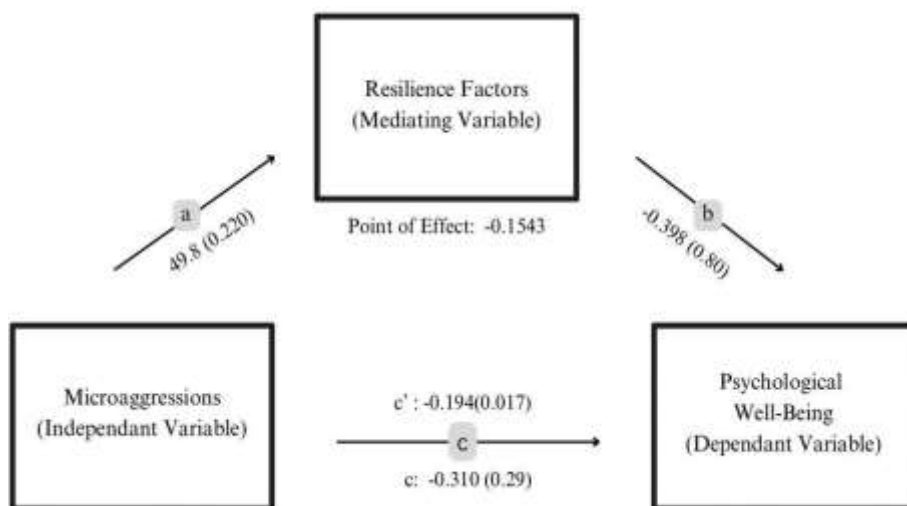 Resilience Factors
(Mediating Variable)
a
49.8 (0.220)
Point of Effect: -0.1543
b
-0.398 (0.80)
Microaggressions
(Independant Variable)
c' : -0.194(0.017)
C
c: -0.310 (0.29)
Psychological
Well-Being
(Dependant Variable)